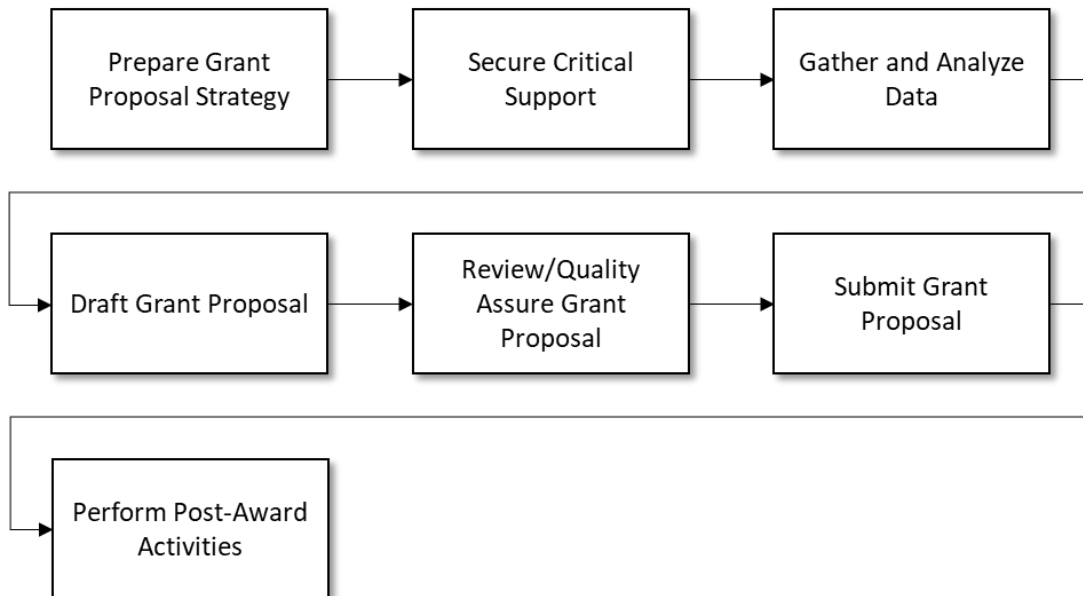 Prepare Grant
Proposal Strategy
Secure Critical
Support
Gather and Analyze
Data
Draft Grant Proposal
Review/Quality
Assure Grant
Proposal
Submit Grant
Proposal
Perform Post-Award
Activities